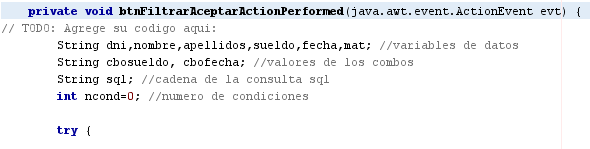 private void btnFiltrarAceptarActionPerformed(java.awt.event.ActionEvent evt) {
// TODO: Agrege su codigo aqui:
String dni,nombre,apellidos,sueldo,fecha,mat; //variables de datos
String cbosueldo, cbofecha; //valores de los combos
String sql; //cadena de la consulta sql
int ncond=0; //numero de condiciones
try {